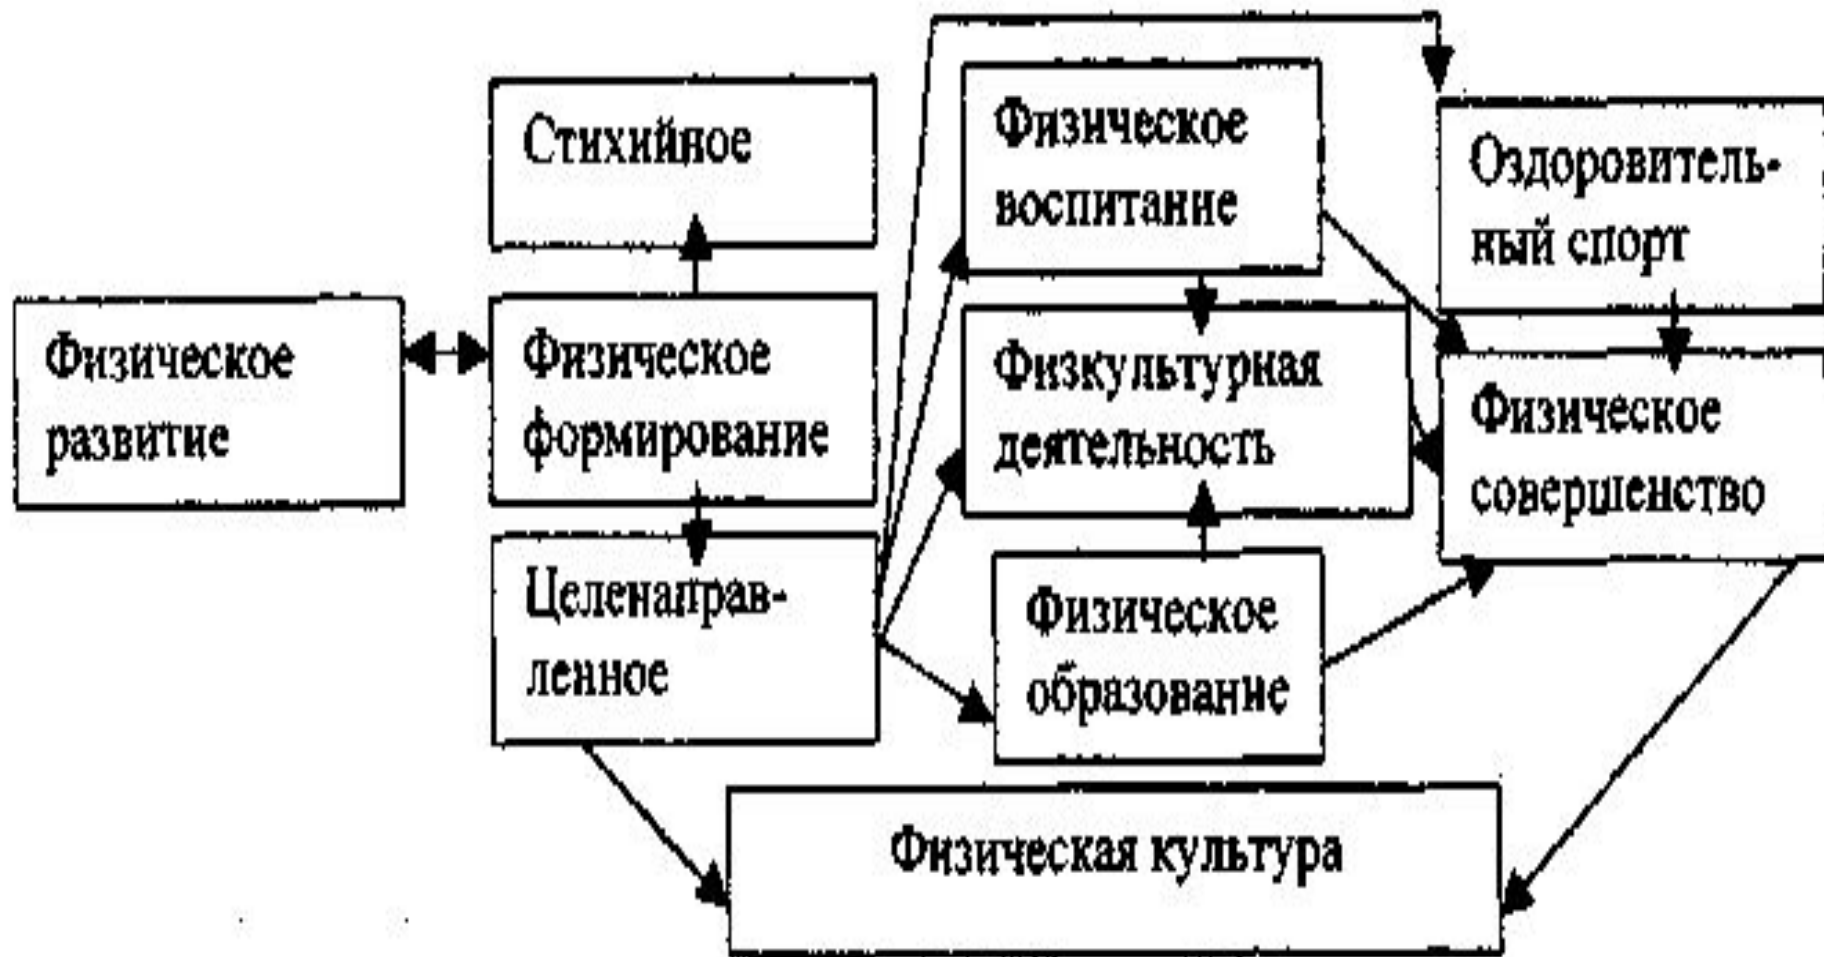 Стихийное
Физическое
воспитание
Оздоровитель-
ный спорт
Физическое
развитие
Физическое
формирование
Физкультурная
деятельность
Физическое
совершенство
Целенаправ-
ленное
Физическое
образование
Физическая культура